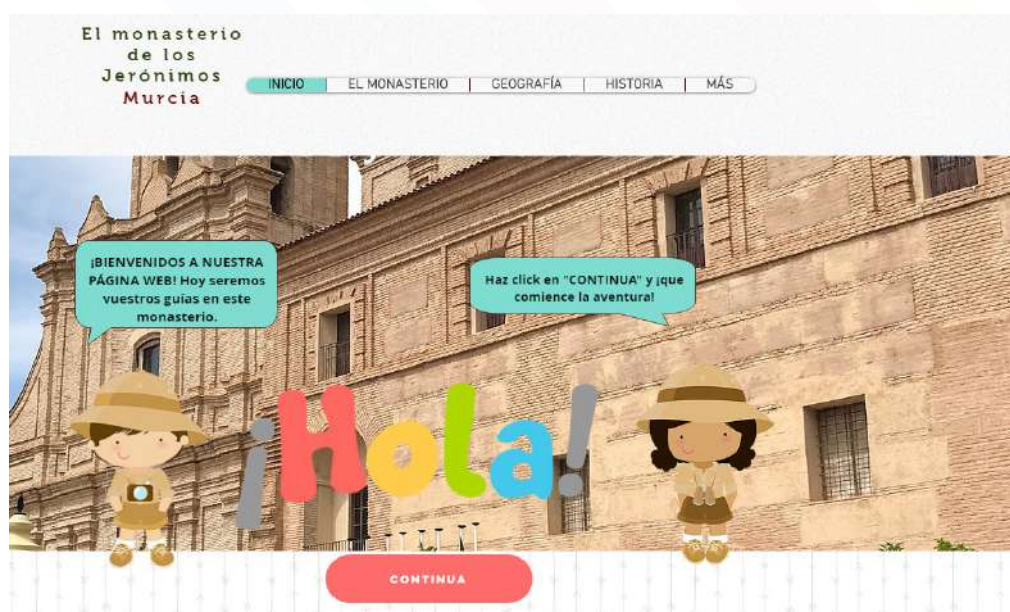 El monasterio
de los
Jerónimos
Murcia
INICIO
EL MONASTERIO
GEOGRAFÍA
HISTORIA
MÁS
¡BIENVENIDOS A NUESTRA
PÁGINA WEB! Hoy seremos
vuestros guías en este
monasterio.
Haz click en "CONTINUA" y ¡que
comience la aventura!
¡Hola!
CONTINUA